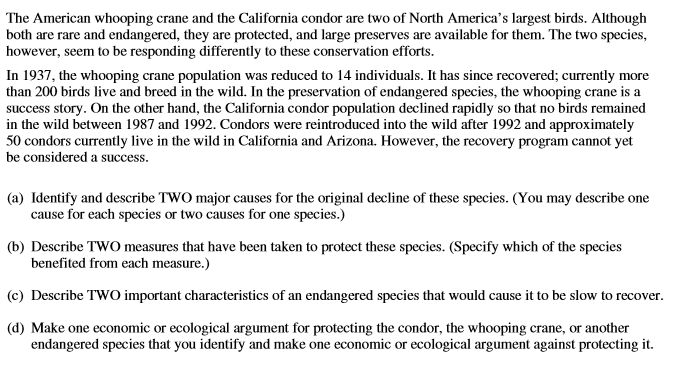 The American whooping crane and the California condor are two of North America's largest birds. Although
both are rare and endangered, they are protected, and large preserves are available for them. The two species,
however, seem to be responding differently to these conservation efforts.
In 1937, the whooping crane population was reduced to 14 individuals. It has since recovered; currently more
than 200 birds live and breed in the wild. In the preservation of endangered species, the whooping crane is a
success story. On the other hand, the California condor population declined rapidly so that no birds remained
in the wild between 1987 and 1992. Condors were reintroduced into the wild after 1992 and approximately
50 condors currently live in the wild in California and Arizona. However, the recovery program cannot yet
be considered a success.
(a) Identify and describe TWO major causes for the original decline of these species. (You may describe one
cause for each species or two causes for one species.)
(b) Describe TWO measures that have been taken to protect these species. (Specify which of the species
benefited from each measure.)
(c) Describe TWO important characteristics of an endangered species that would cause it to be slow to recover.
(d) Make one economic or ecological argument for protecting the condor, the whooping crane, or another
endangered species that you identify and make one economic or ecological argument against protecting it.